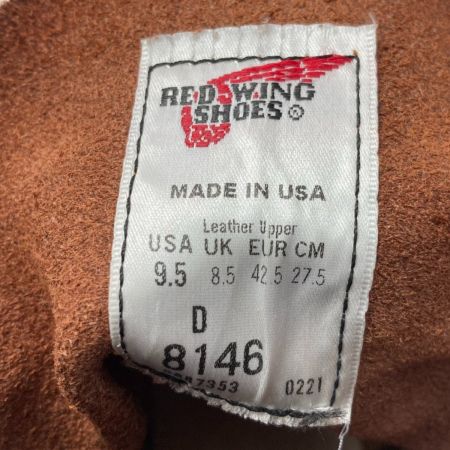 RED WING
SHOES®
MADE IN USA
Leather Upper
USA UK EUR CM
9.5 8.5 42 5 27.5
D
8146
7353 0221